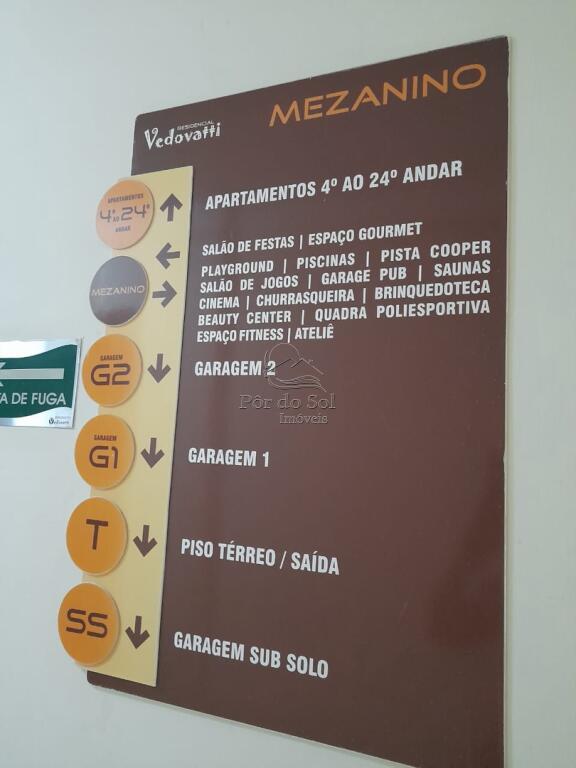 RESIDENCIAL
Vedovatti
MEZANINO
APARTAMENTOS
4º AO 24º
ANDAR
APARTAMENTOS 4º AO 24º ANDAR
MEZANINO
SALÃO DE FESTAS | ESPAÇO GOURMET
PLAYGROUND | PISCINAS | PISTA COOPER
SALÃO DE JOGOS | GARAGE PUB | SAUNAS
CINEMA | CHURRASQUEIRA | BRINQUEDOTECA
BEAUTY CENTER | QUADRA POLIESPORTIVA
ESPAÇO FITNESS | ATELIÊ
GARAGEM
G2
GARAGEM 2
Pôr do Sol
Imóveis
TA DE FUGA
Vedovatti
GARAGEM
G1
GARAGEM 1
T
PISO TÉRREO / SAÍDA
SS
GARAGEM SUB SOLO